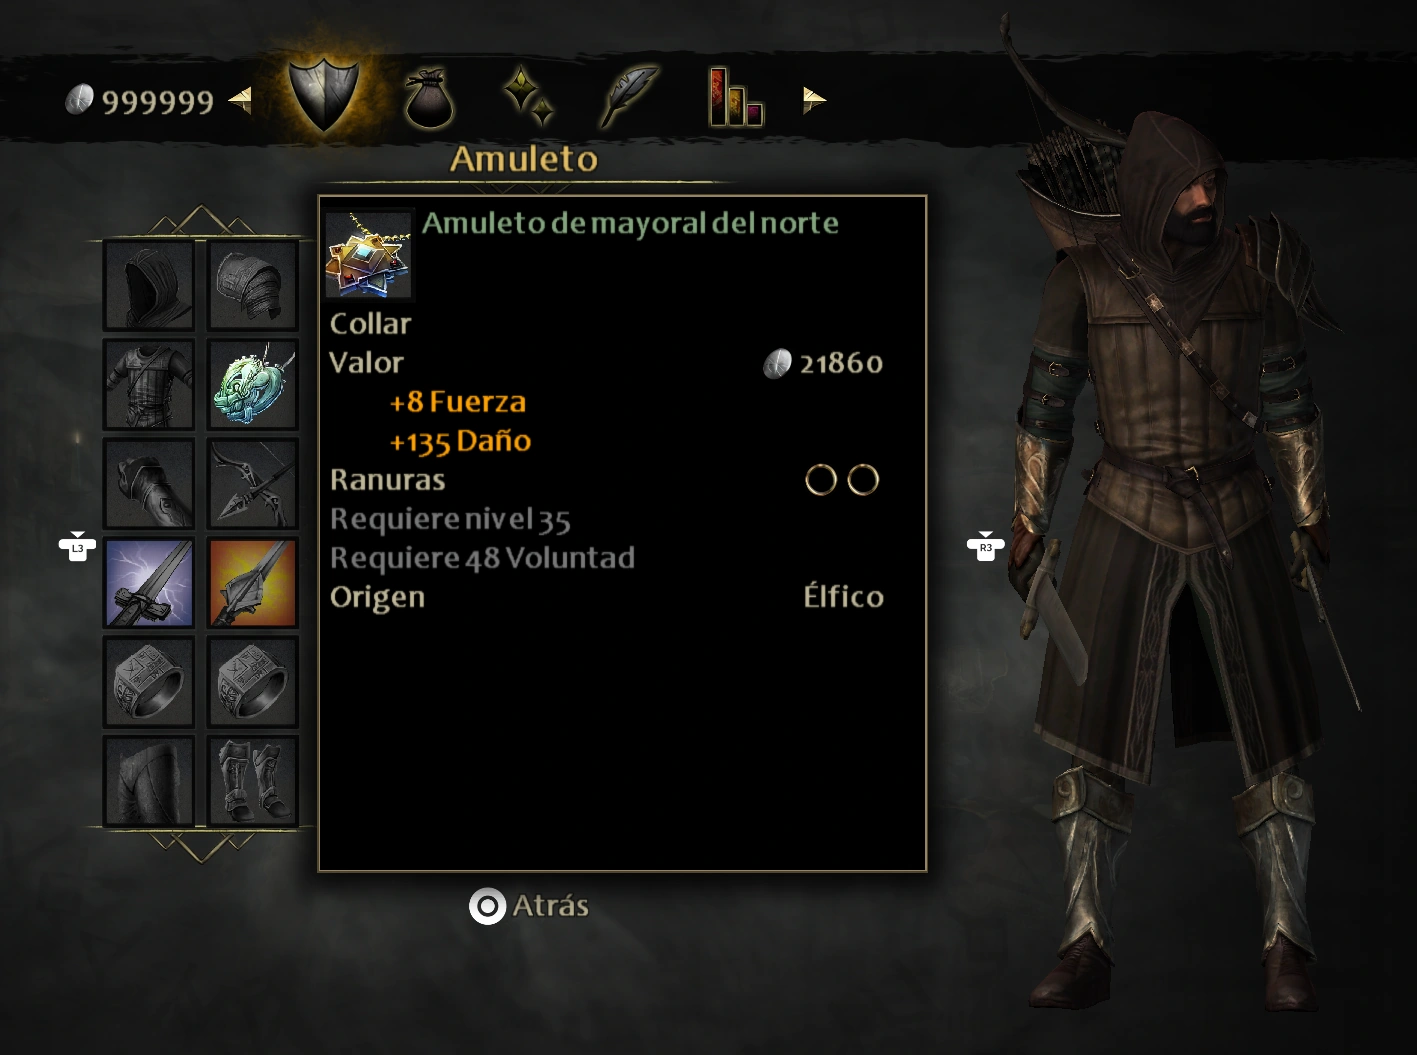 999999
Amuleto
Amuleto de mayoral del norte
Collar
Valor 21860
+8 Fuerza
+135 Daño
Ranuras
Requiere nivel 35
Requiere 48 Voluntad
Origen Élfico
L3
R3
Atrás